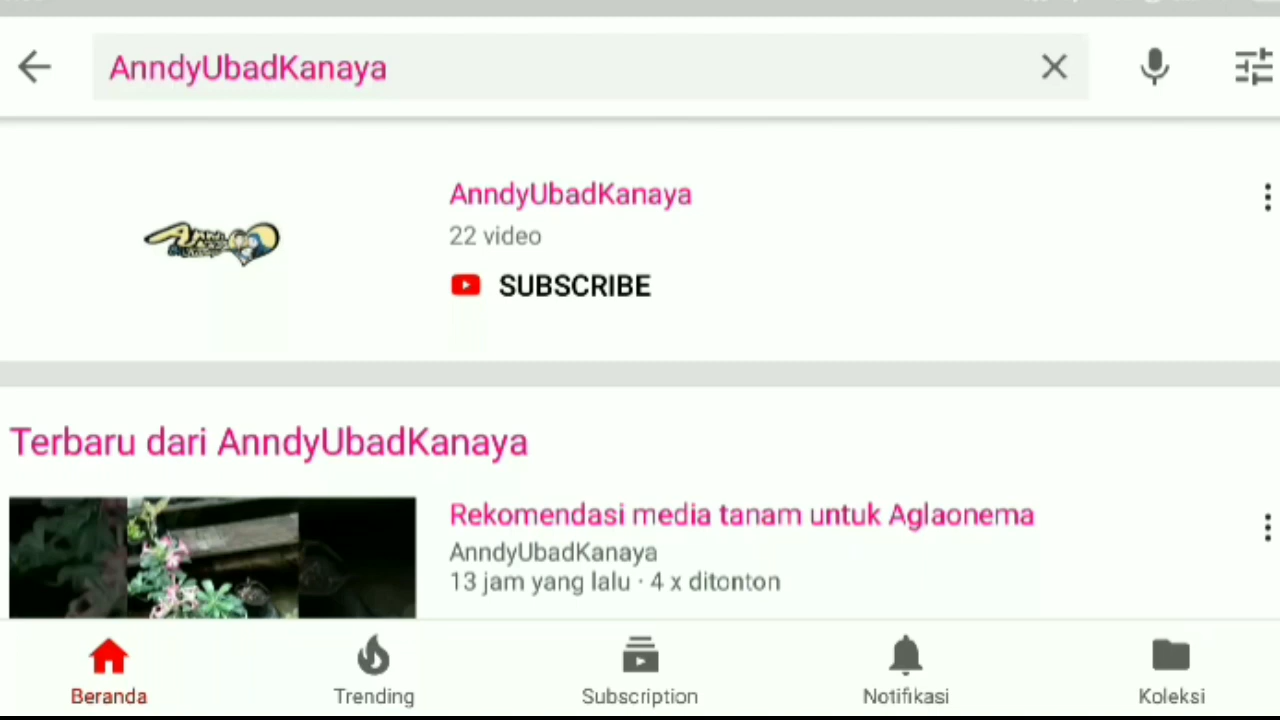 AnndyUbadKanaya
AnndyUbadKanaya
22 video
SUBSCRIBE
Terbaru dari AnndyUbadKanaya
Rekomendasi media tanam untuk Aglaonema
AnndyUbadKanaya
13 jam yang lalu · 4 x ditonton
Beranda
Trending
Subscription
Notifikasi
Koleksi